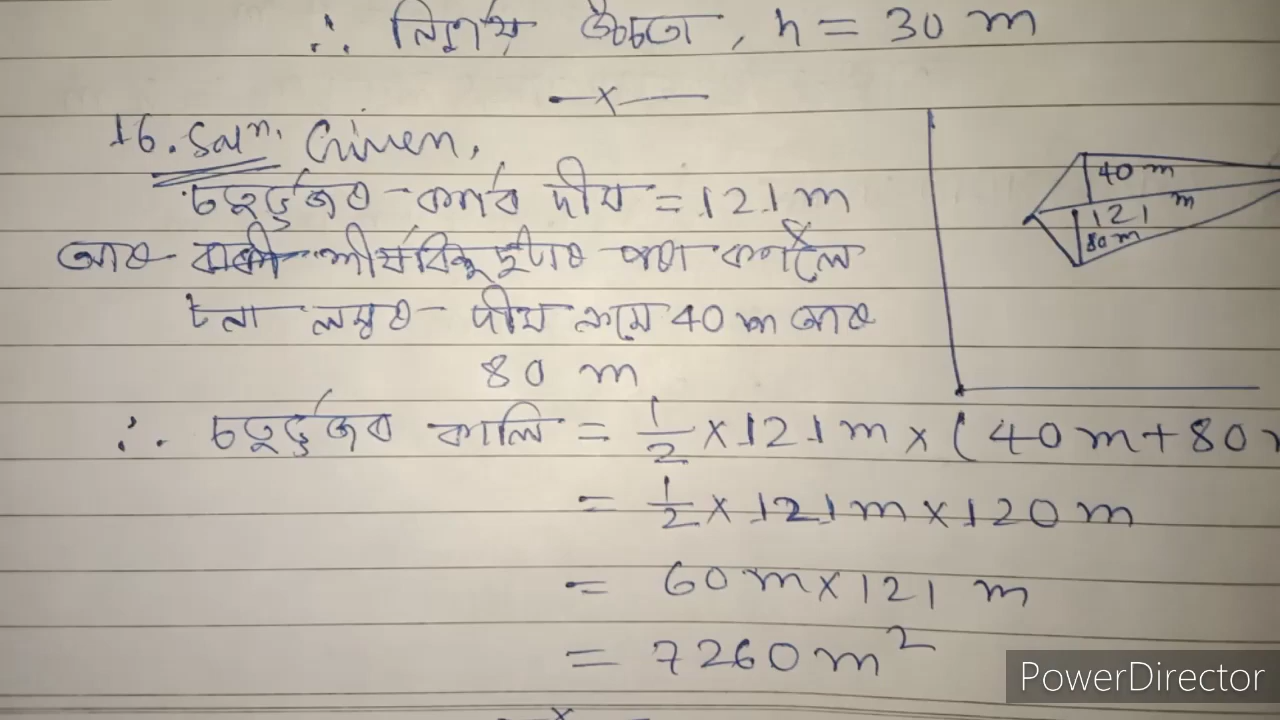 ∴ নিৰ্ণেয় উচ্চতা, h = 30 m
—x—
16. Solⁿ. Given,
চতুৰ্ভুজৰ কৰ্ণৰ দীঘ = 121 m
আৰু বাকী শীৰ্ষবিন্দু দুটাৰ পৰা কৰ্ণলৈ
টনা লম্বৰ দীঘ ক্ৰমে 40 m আৰু
80 m
40 m
121 m
80 m
∴ চতুৰ্ভুজৰ কালি = 1/2 × 121 m × (40 m + 80 m
= 1/2 × 121 m × 120 m
= 60 m × 121 m
= 7260 m²
x
PowerDirector